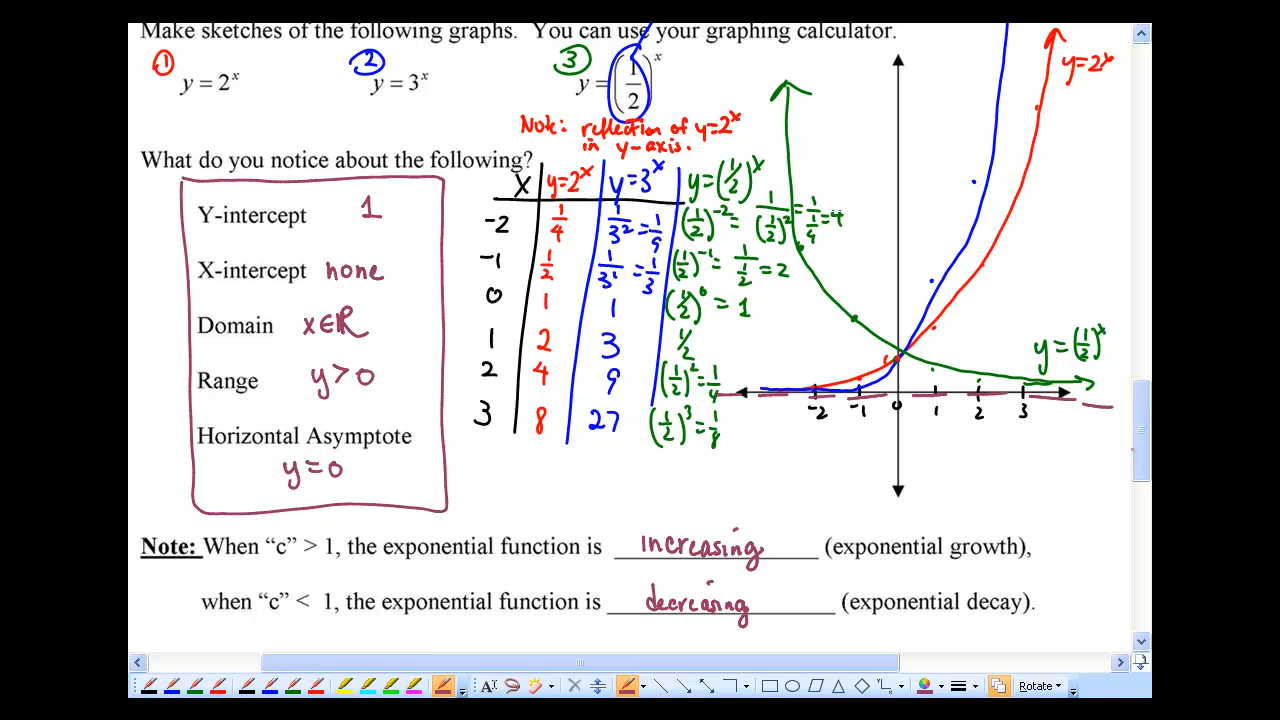 Make sketches of the following graphs. You can use your graphing calculator.
① ② ③
y = 2ˣ y = 3ˣ y = (1/2)ˣ
y=2ˣ
Note: reflection of y=2ˣ
in y-axis.
What do you notice about the following?
x y=2ˣ y=3ˣ y=(1/2)ˣ
-2 1/4 1/3² = 1/9 (1/2)⁻² = 1/(1/2)² = 1/(1/4) = 4
-1 1/2 1/3¹ = 1/3 (1/2)⁻¹ = 1/(1/2) = 2
0 1 1 (1/2)⁰ = 1
1 2 3 1/2
2 4 9 (1/2)² = 1/4
3 8 27 (1/2)³ = 1/8
Y-intercept 1
X-intercept none
Domain x∈ℝ
Range y>0
Horizontal Asymptote
y=0
y=(1/2)ˣ
-2 -1 0 1 2 3
Note: When “c” > 1, the exponential function is increasing (exponential growth),
when “c” < 1, the exponential function is decreasing (exponential decay).
Rotate